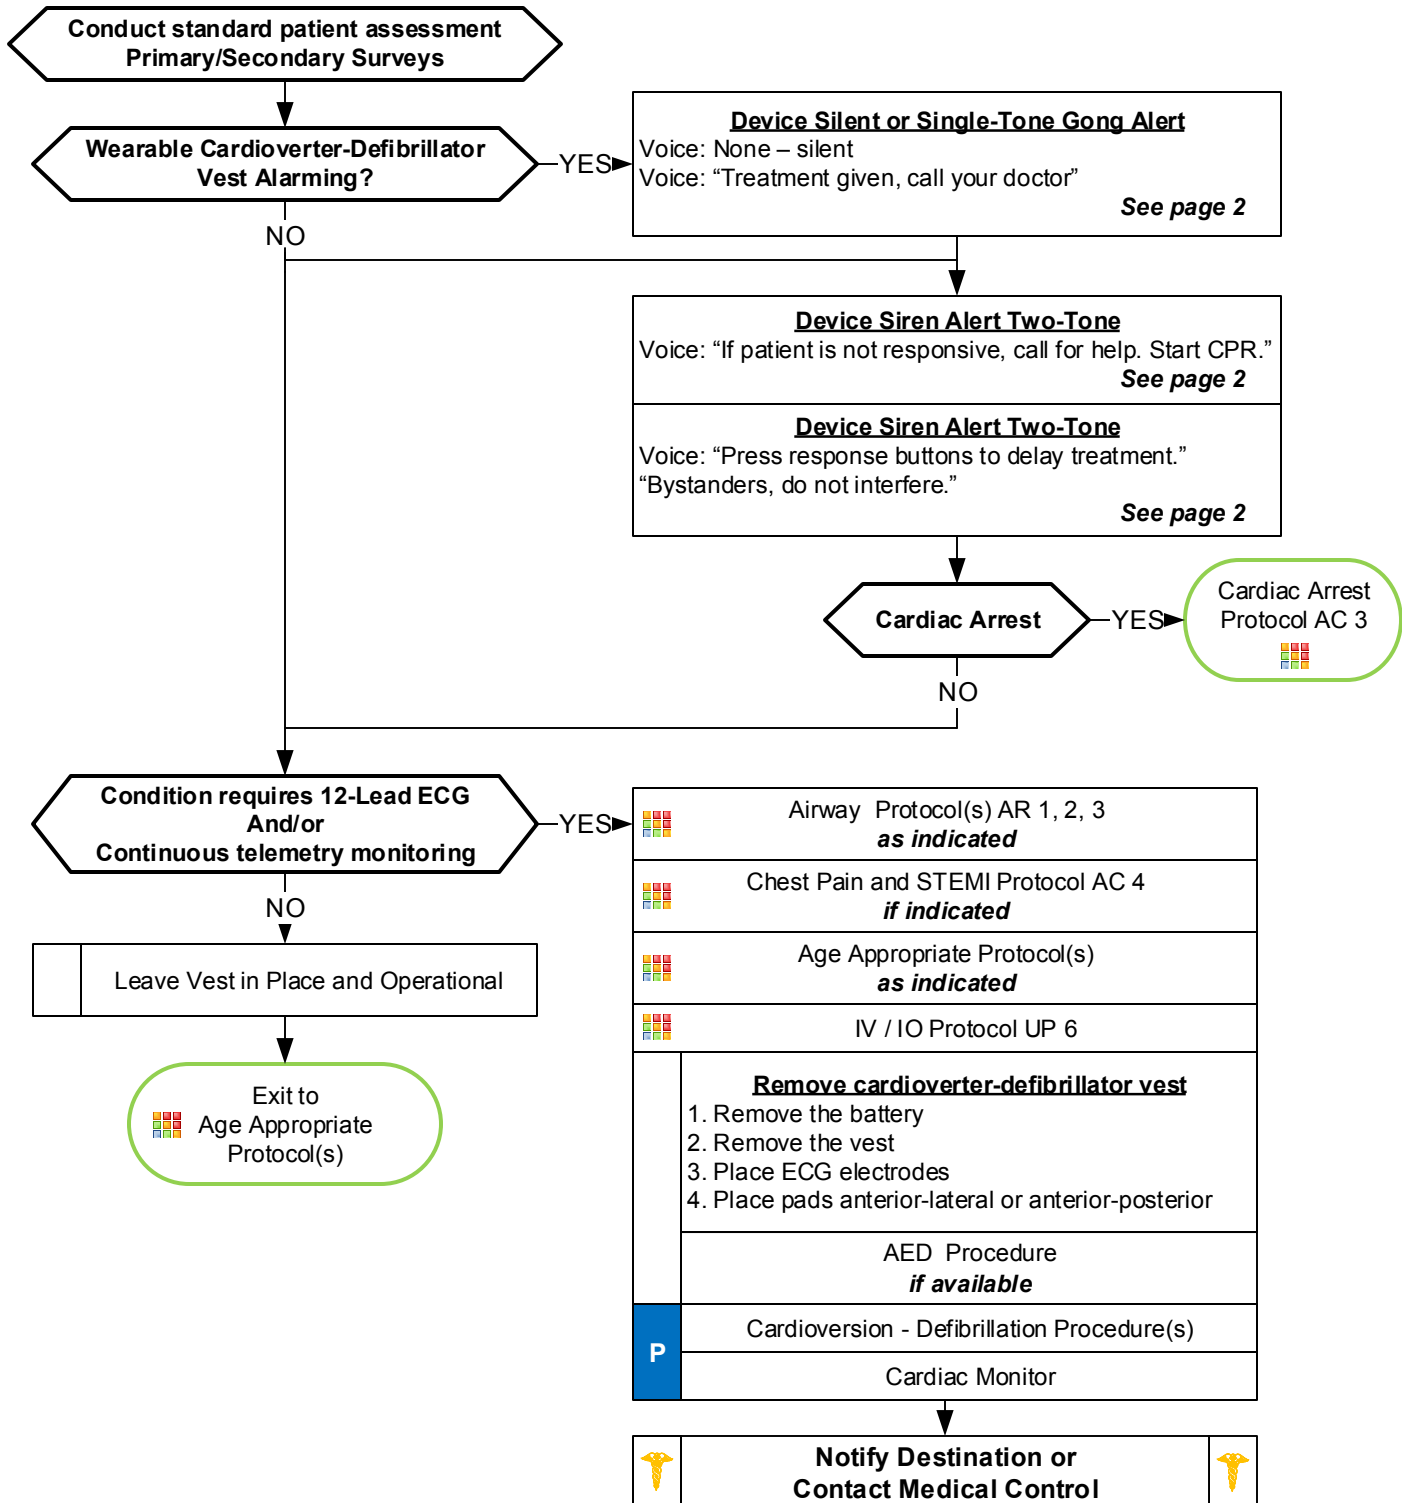 Conduct standard patient assessment
Primary/Secondary Surveys
Wearable Cardioverter-Defibrillator
Vest Alarming?
YES
NO
Device Silent or Single-Tone Gong Alert
Voice: None – silent
Voice: “Treatment given, call your doctor”
See page 2
Device Siren Alert Two-Tone
Voice: “If patient is not responsive, call for help. Start CPR.”
See page 2
Device Siren Alert Two-Tone
Voice: “Press response buttons to delay treatment.”
“Bystanders, do not interfere.”
See page 2
Cardiac Arrest
YES
NO
Cardiac Arrest
Protocol AC 3
Condition requires 12-Lead ECG
And/or
Continuous telemetry monitoring
YES
NO
Leave Vest in Place and Operational
Exit to
Age Appropriate
Protocol(s)
Airway Protocol(s) AR 1, 2, 3
as indicated
Chest Pain and STEMI Protocol AC 4
if indicated
Age Appropriate Protocol(s)
as indicated
IV / IO Protocol UP 6
Remove cardioverter-defibrillator vest
1. Remove the battery
2. Remove the vest
3. Place ECG electrodes
4. Place pads anterior-lateral or anterior-posterior
AED Procedure
if available
P
Cardioversion - Defibrillation Procedure(s)
Cardiac Monitor
Notify Destination or
Contact Medical Control